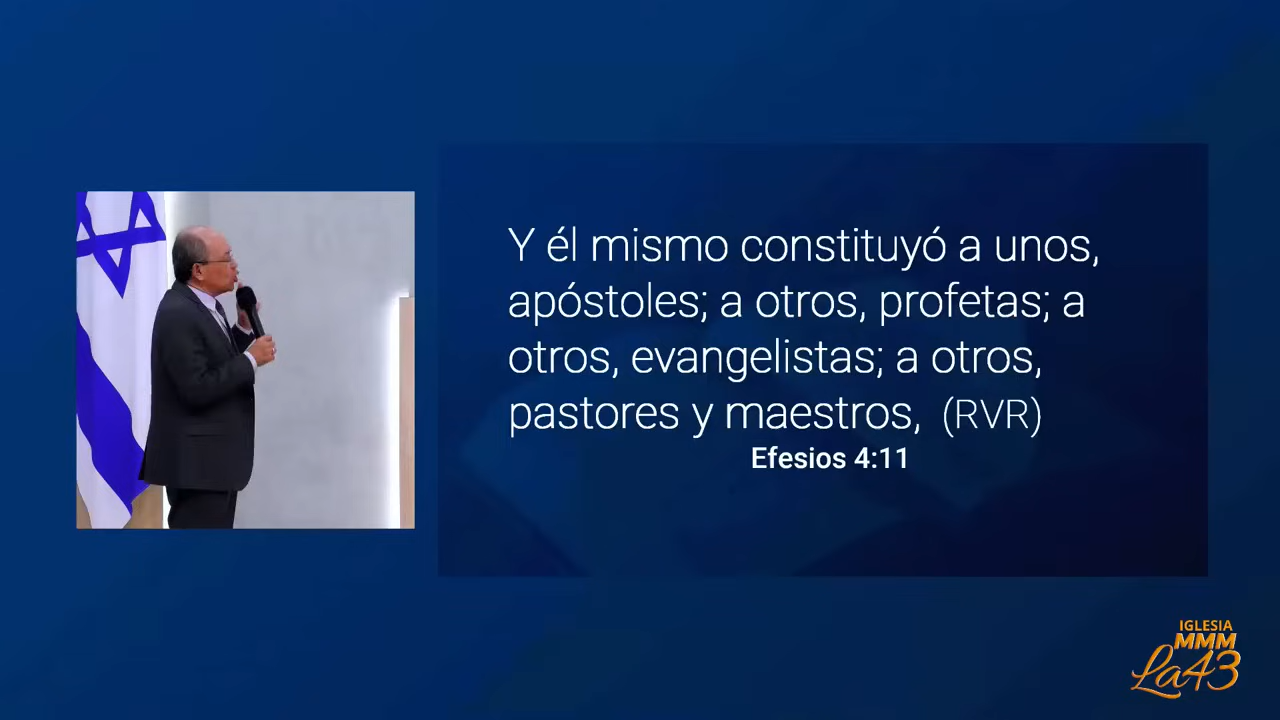 Y él mismo constituyó a unos,
apóstoles; a otros, profetas; a
otros, evangelistas; a otros,
pastores y maestros, (RVR)
Efesios 4:11
IGLESIA
MMM
La43